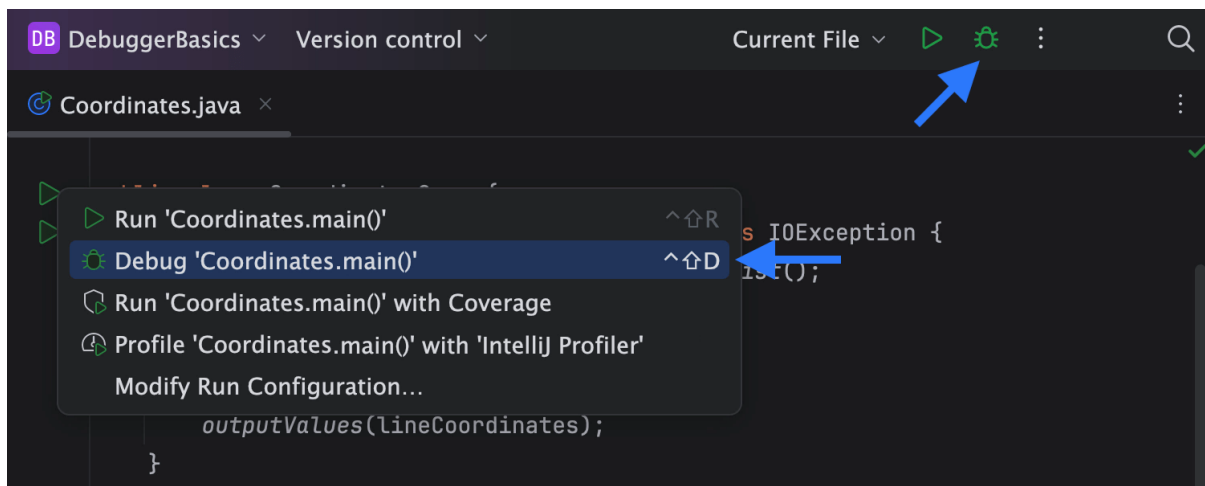 DB DebuggerBasics Version control Current File
Coordinates.java
Run 'Coordinates.main()' ^⇧R
s IOException {
Debug 'Coordinates.main()' ^⇧D
ist();
Run 'Coordinates.main()' with Coverage
Profile 'Coordinates.main()' with 'IntelliJ Profiler'
Modify Run Configuration...
outputValues(lineCoordinates);
}